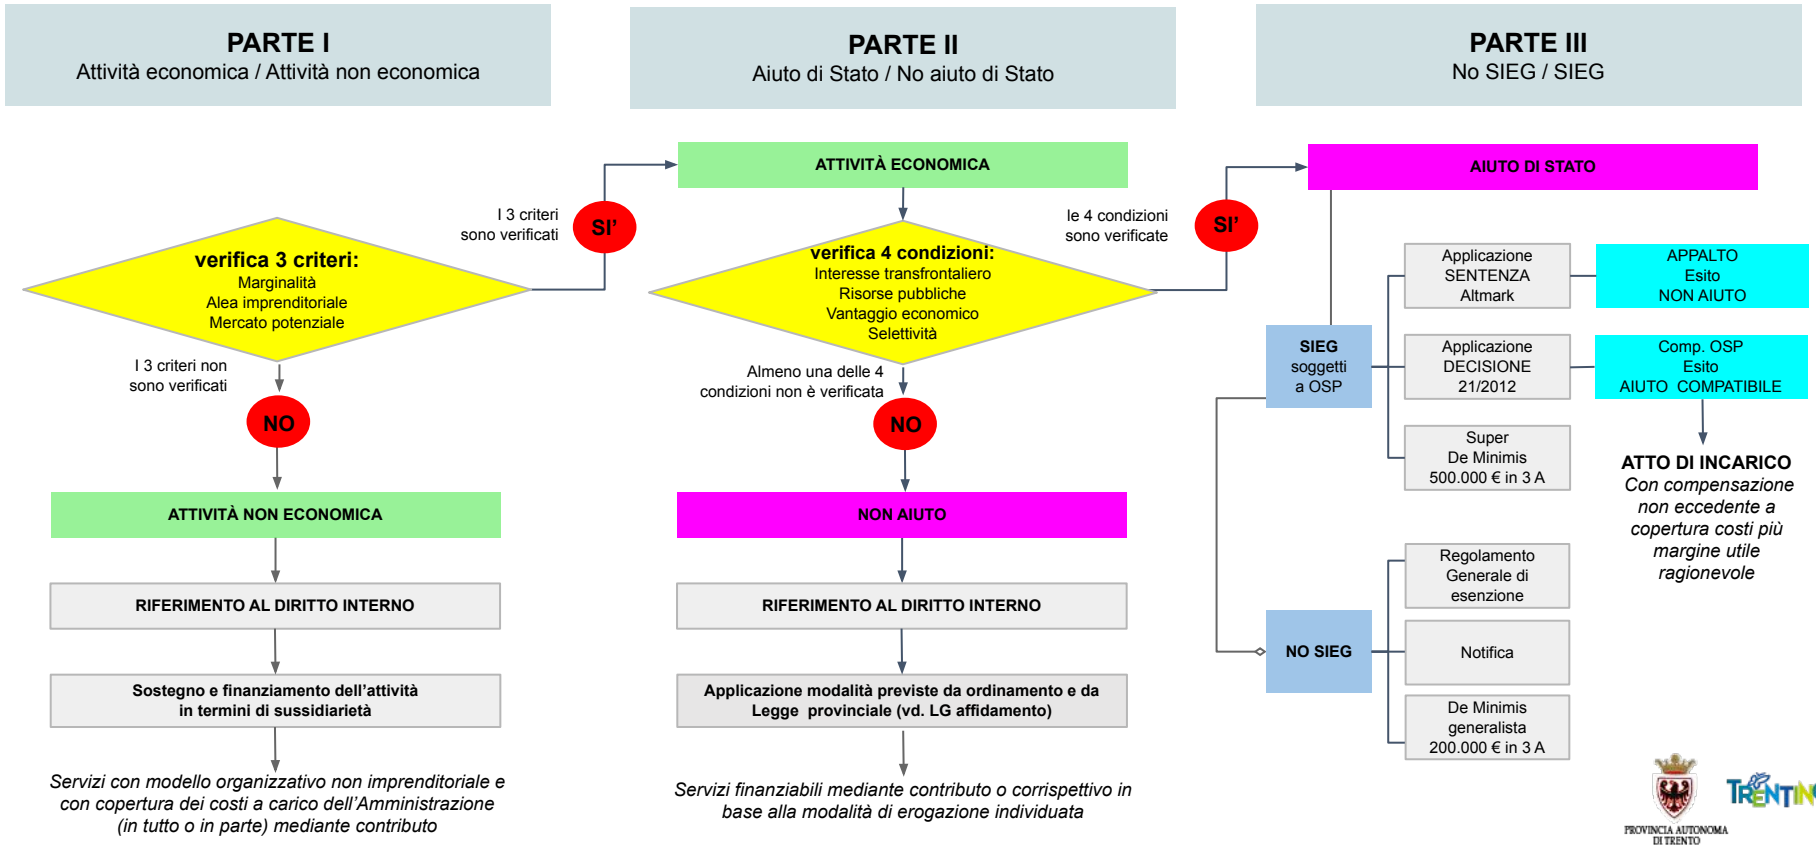 PARTE I
Attività economica / Attività non economica
PARTE II
Aiuto di Stato / No aiuto di Stato
PARTE III
No SIEG / SIEG
I 3 criteri
sono verificati
SI’
verifica 3 criteri:
Marginalità
Alea imprenditoriale
Mercato potenziale
I 3 criteri non
sono verificati
NO
ATTIVITÀ NON ECONOMICA
RIFERIMENTO AL DIRITTO INTERNO
Sostegno e finanziamento dell’attività
in termini di sussidiarietà
Servizi con modello organizzativo non imprenditoriale e
con copertura dei costi a carico dell’Amministrazione
(in tutto o in parte) mediante contributo
ATTIVITÀ ECONOMICA
le 4 condizioni
sono verificate
SI’
verifica 4 condizioni:
Interesse transfrontaliero
Risorse pubbliche
Vantaggio economico
Selettività
Almeno una delle 4
condizioni non è verificata
NO
NON AIUTO
RIFERIMENTO AL DIRITTO INTERNO
Applicazione modalità previste da ordinamento e da
Legge provinciale (vd. LG affidamento)
Servizi finanziabili mediante contributo o corrispettivo in
base alla modalità di erogazione individuata
AIUTO DI STATO
SIEG
soggetti
a OSP
Applicazione
SENTENZA
Altmark
APPALTO
Esito
NON AIUTO
Applicazione
DECISIONE
21/2012
Comp. OSP
Esito
AIUTO COMPATIBILE
Super
De Minimis
500.000 € in 3 A
ATTO DI INCARICO
Con compensazione
non eccedente a
copertura costi più
margine utile
ragionevole
NO SIEG
Regolamento
Generale di
esenzione
Notifica
De Minimis
generalista
200.000 € in 3 A
PROVINCIA AUTONOMA
DI TRENTO
TRENTINO